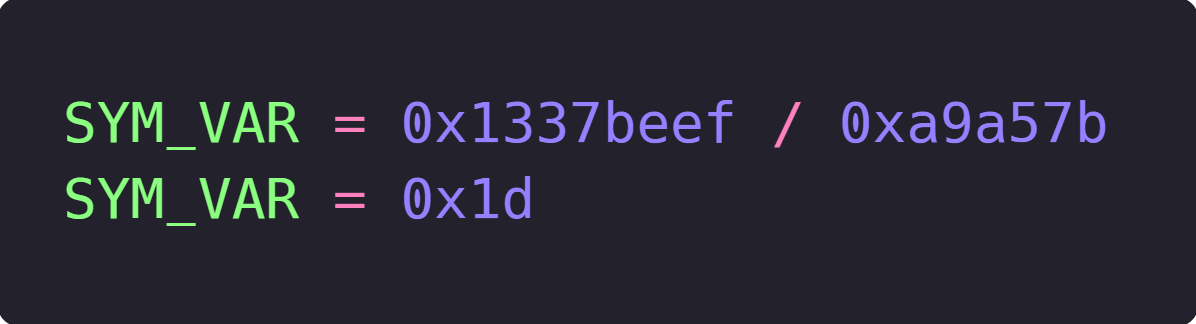 SYM_VAR = 0x1337beef / 0xa9a57b
SYM_VAR = 0x1d